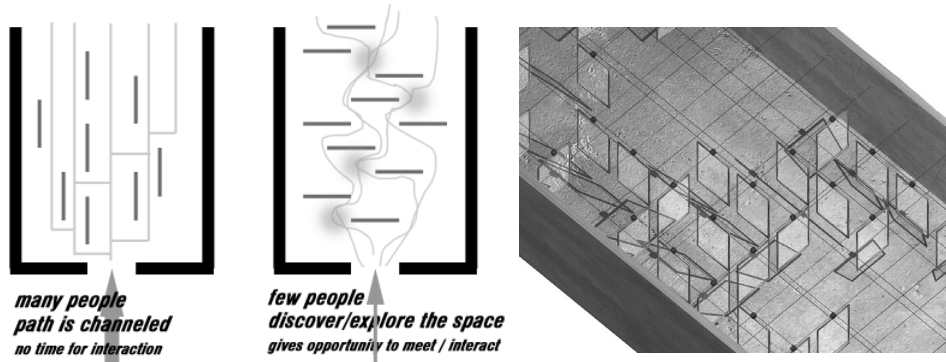 many people
path is channeled
no time for interaction
few people
discover/explore the space
gives opportunity to meet / interact